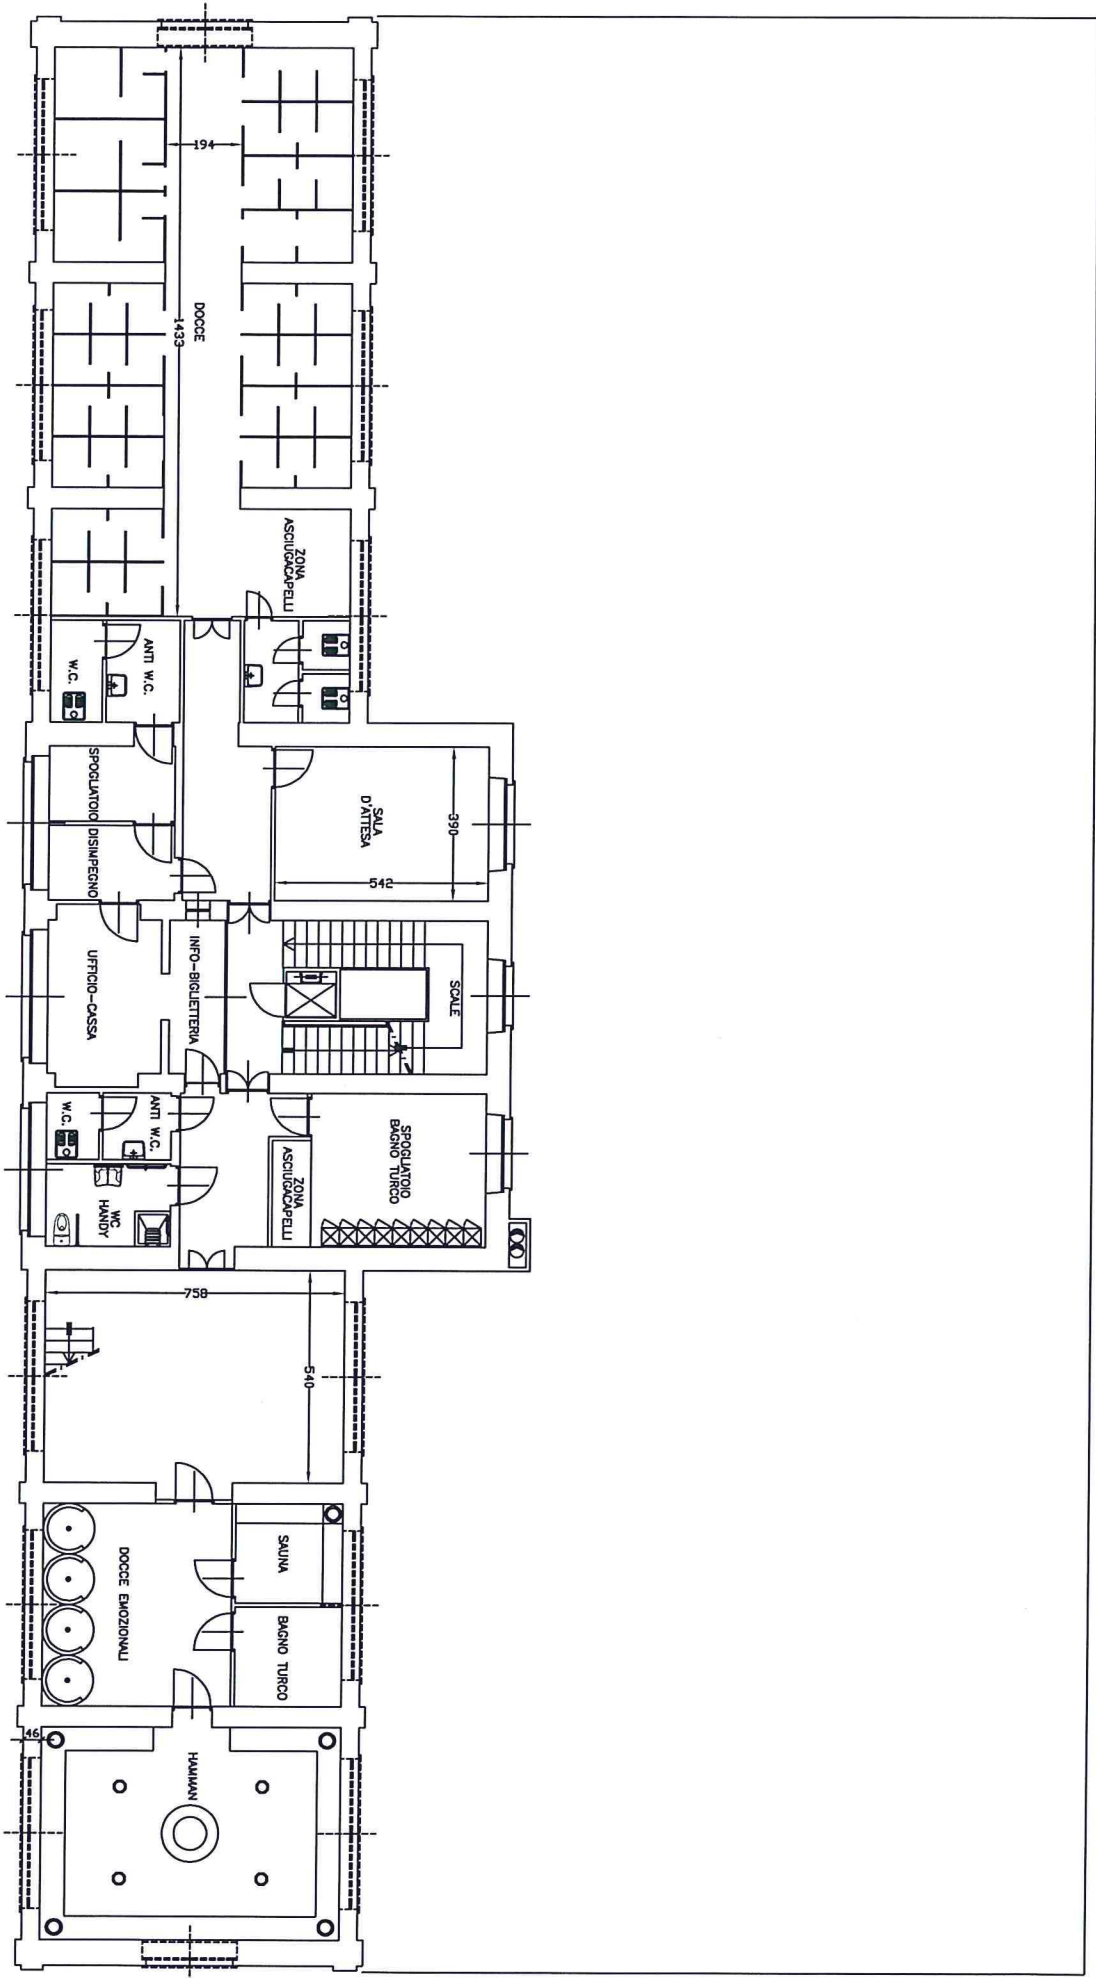 194
DOCCE
1433
ZONA
ASCIUGACAPELLI
ANTI W.C.
W.C.
SPOGLIATOIO
DISIMPEGNO
SALA
D'ATTESA
390
542
UFFICIO-CASSA
INFO-BIGLIETTERIA
SCALE
W.C.
ANTI W.C.
WC
HANDY
ZONA
ASCIUGACAPELLI
SPOGLIATOIO
BAGNO TURCO
758
540
DOCCE EMOZIONALI
SAUNA
BAGNO TURCO
46
HAMMAN